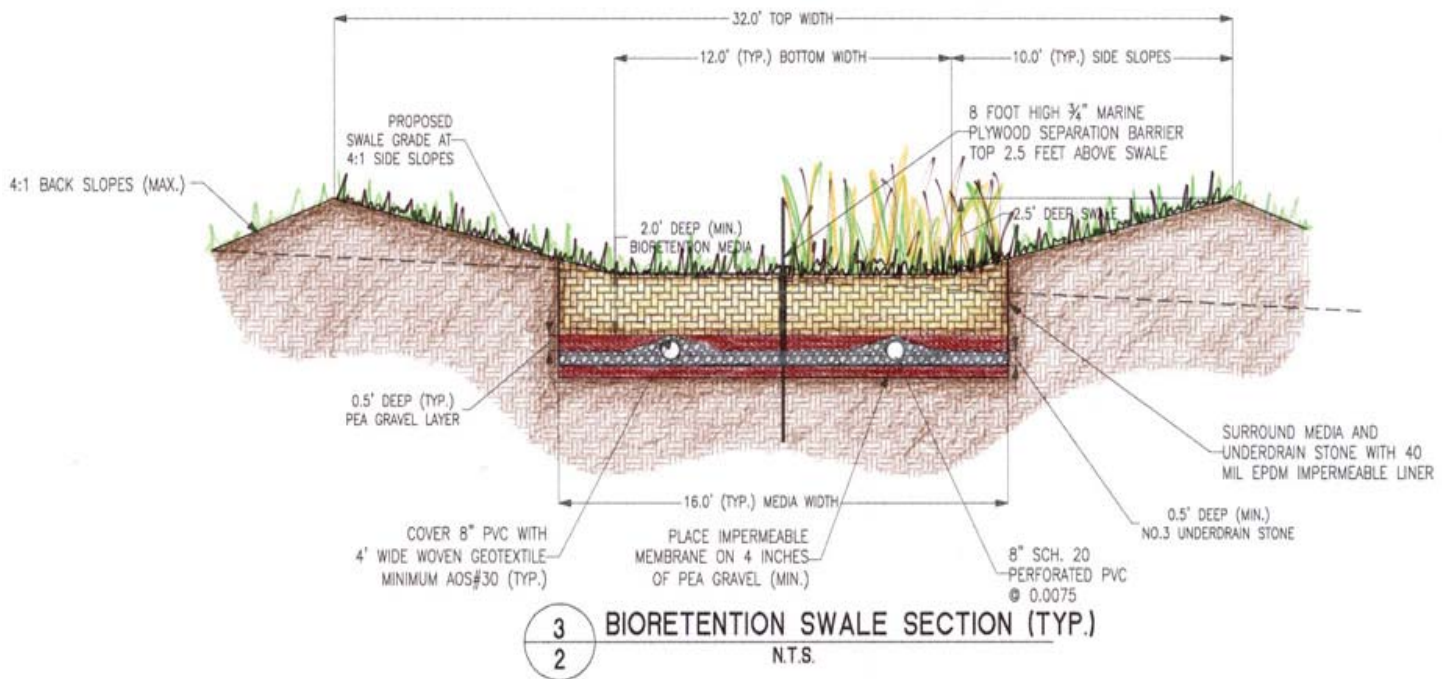 32.0' TOP WIDTH
12.0' (TYP.) BOTTOM WIDTH
10.0' (TYP.) SIDE SLOPES
PROPOSED
SWALE GRADE AT
4:1 SIDE SLOPES
8 FOOT HIGH ¾" MARINE
PLYWOOD SEPARATION BARRIER
TOP 2.5 FEET ABOVE SWALE
4:1 BACK SLOPES (MAX.)
2.0' DEEP (MIN.)
BIORETENTION MEDIA
2.5' DEEP SWALE
0.5' DEEP (TYP.)
PEA GRAVEL LAYER
SURROUND MEDIA AND
UNDERDRAIN STONE WITH 40
MIL EPDM IMPERMEABLE LINER
16.0' (TYP.) MEDIA WIDTH
0.5' DEEP (MIN.)
NO.3 UNDERDRAIN STONE
COVER 8" PVC WITH
4' WIDE WOVEN GEOTEXTILE
MINIMUM AOS#30 (TYP.)
PLACE IMPERMEABLE
MEMBRANE ON 4 INCHES
OF PEA GRAVEL (MIN.)
8" SCH. 20
PERFORATED PVC
@ 0.0075
3
2
BIORETENTION SWALE SECTION (TYP.)
N.T.S.